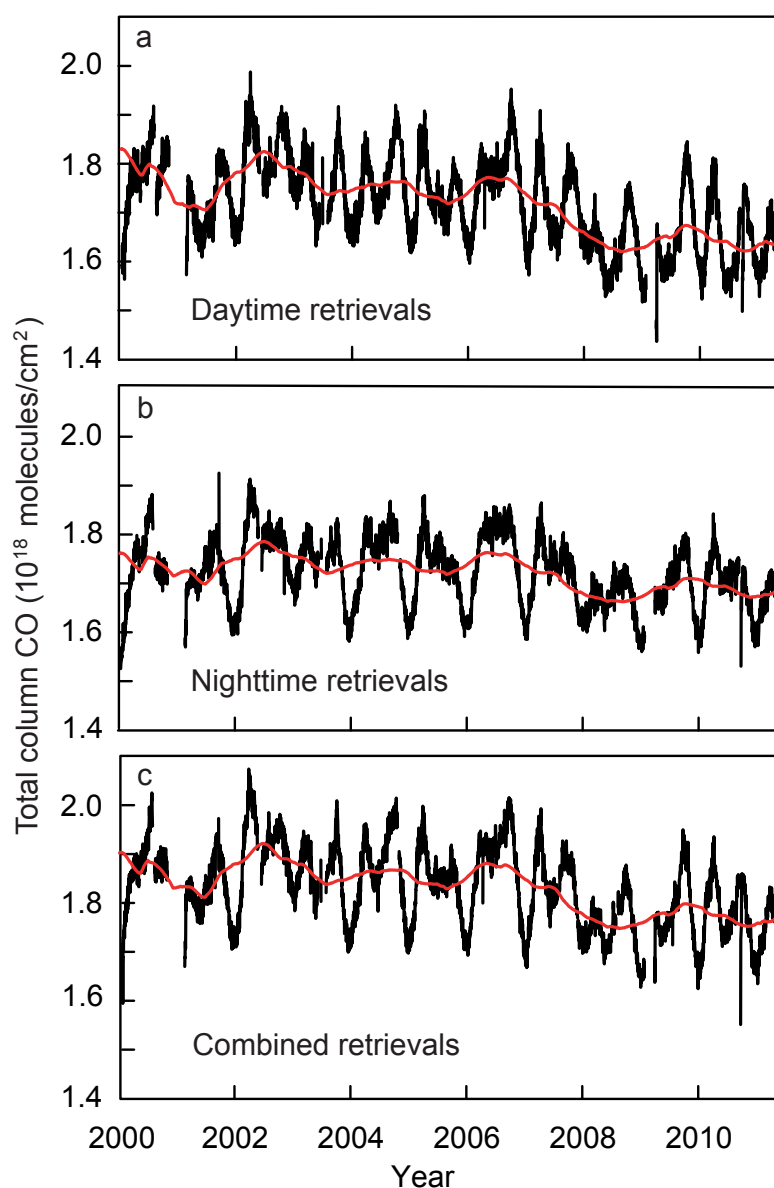 a
2.0
1.8
1.6
1.4
Daytime retrievals
b
2.0
1.8
1.6
1.4
Nighttime retrievals
c
2.0
1.8
1.6
1.4
Combined retrievals
Total column CO (10¹⁸ molecules/cm²)
2000 2002 2004 2006 2008 2010
Year